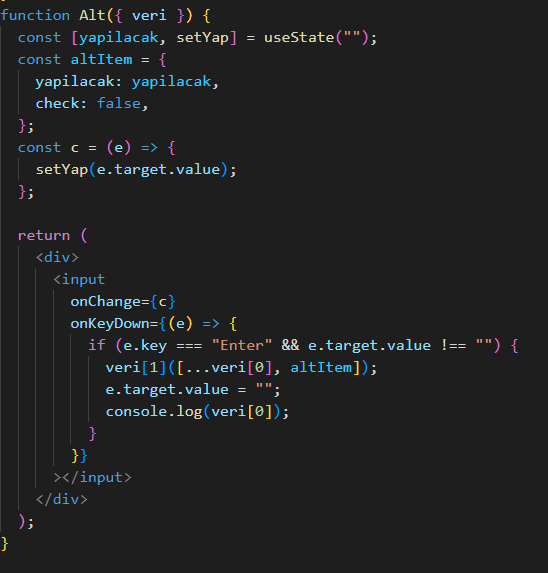 function Alt({ veri }) {
  const [yapilacak, setYap] = useState("");
  const altItem = {
    yapilacak: yapilacak,
    check: false,
  };
  const c = (e) => {
    setYap(e.target.value);
  };

  return (
    <div>
      <input
        onChange={c}
        onKeyDown={(e) => {
          if (e.key === "Enter" && e.target.value !== "") {
            veri[1]([...veri[0], altItem]);
            e.target.value = "";
            console.log(veri[0]);
          }
        }}
      ></input>
    </div>
  );
}